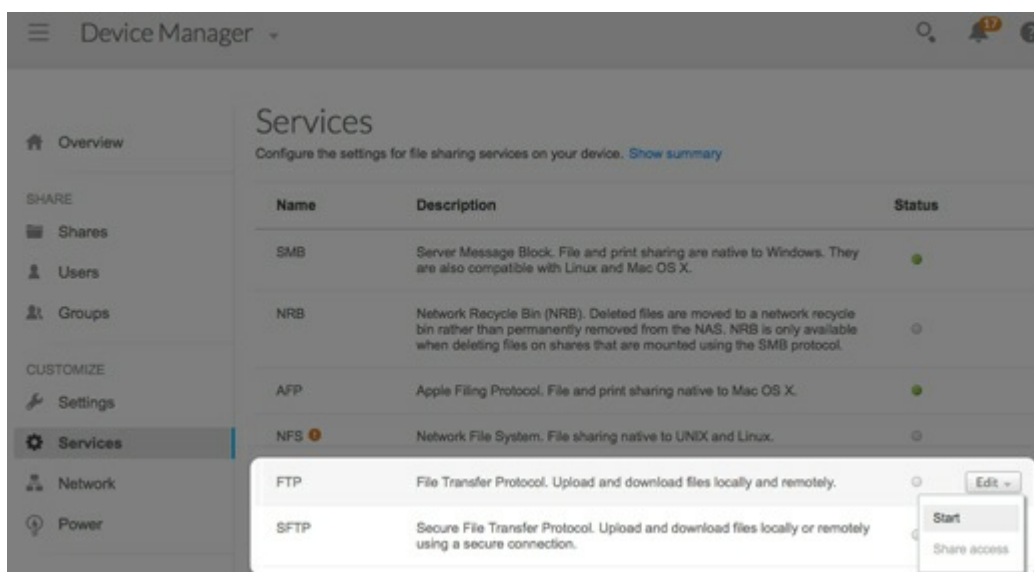 Device Manager
17
Overview
SHARE
Shares
Users
Groups
CUSTOMIZE
Settings
Services
Network
Power
Services
Configure the settings for file sharing services on your device. Show summary
Name Description Status
SMB Server Message Block. File and print sharing are native to Windows. They
are also compatible with Linux and Mac OS X.
NRB Network Recycle Bin (NRB). Deleted files are moved to a network recycle
bin rather than permanently removed from the NAS. NRB is only available
when deleting files on shares that are mounted using the SMB protocol.
AFP Apple Filing Protocol. File and print sharing native to Mac OS X.
NFS Network File System. File sharing native to UNIX and Linux.
FTP File Transfer Protocol. Upload and download files locally and remotely. Edit
SFTP Secure File Transfer Protocol. Upload and download files locally or remotely
using a secure connection.
Start
Share access